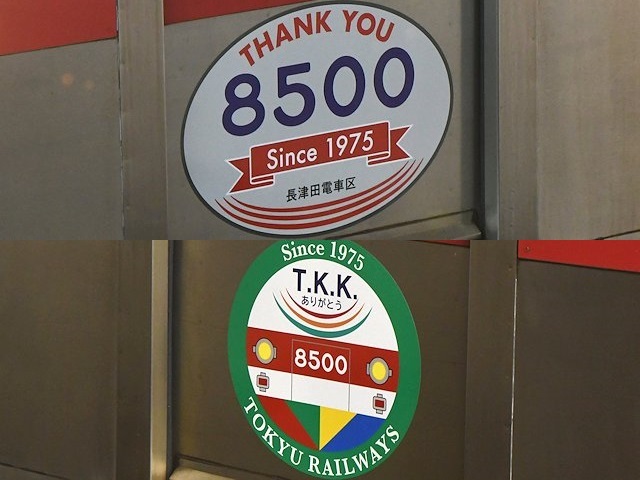 THANK YOU
8500
Since 1975
長津田電車区
Since 1975
T.K.K.
ありがとう
8500
TOKYU RAILWAYS